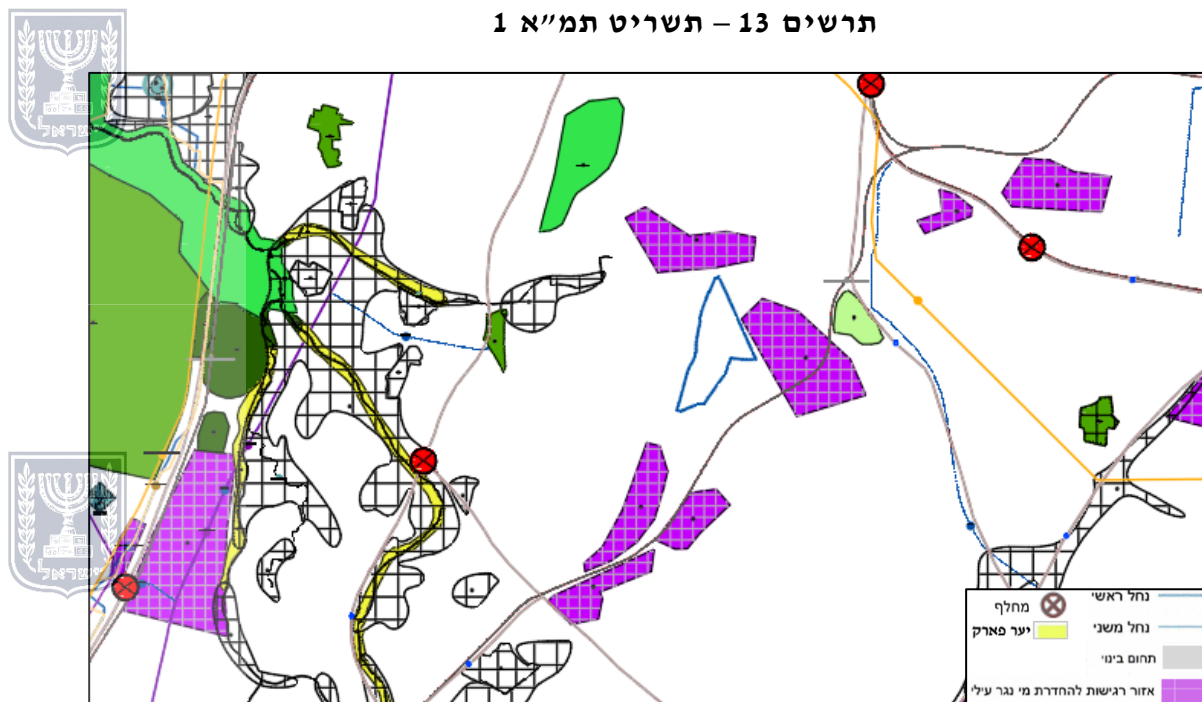 תרשים 13 – תשריט תמ״א 1
ישראל
ישראל
נחל ראשי
מחלף
נחל משני
יער פארק
תחום בינוי
אזור רגישות להחדרת מי נגר עילי